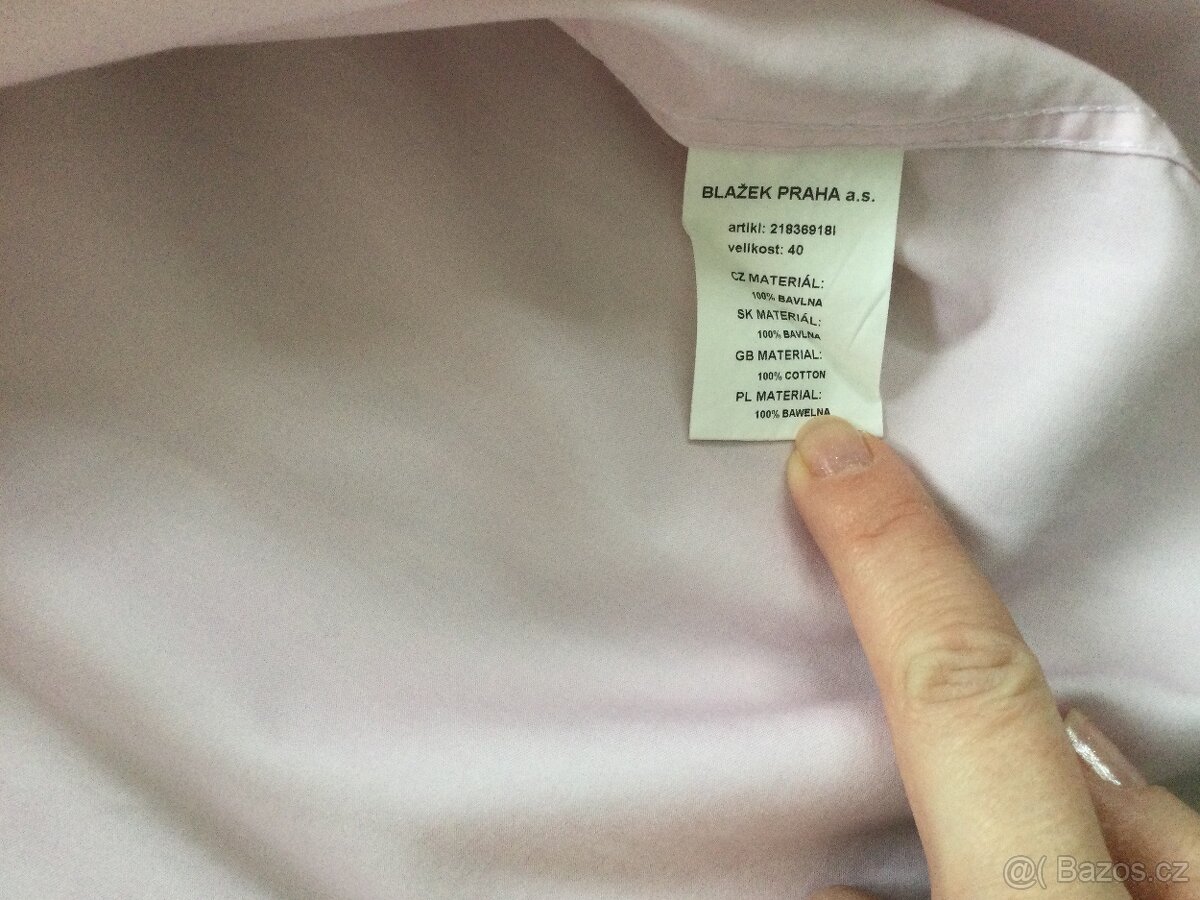 BLAŽEK PRAHA a.s.
artikl: 21836918I
velikost: 40
CZ MATERIÁL:
100% BAVLNA
SK MATERIÁL:
100% BAVLNA
GB MATERIAL:
100% COTTON
PL MATERIAL:
100% BAWELNA
@( Bazos.cz